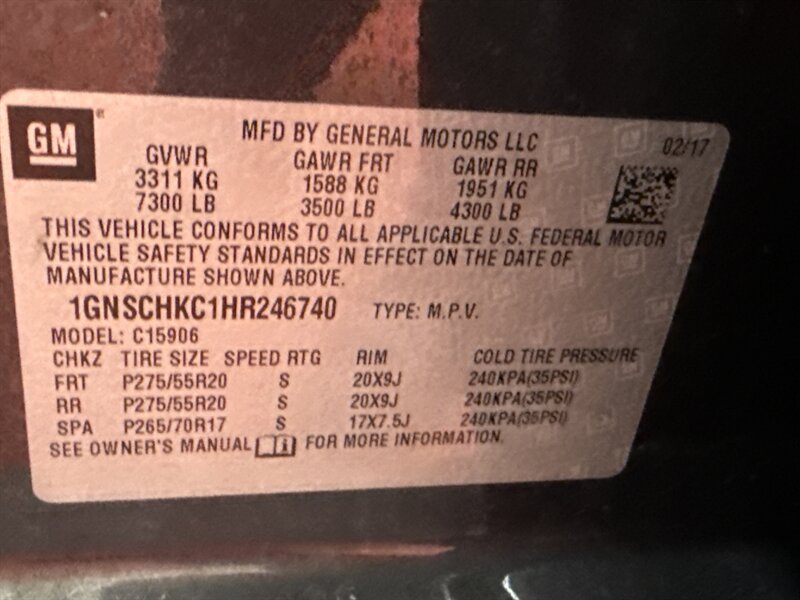 GM
MFD BY GENERAL MOTORS LLC 02/17
GVWR GAWR FRT GAWR RR
3311 KG 1588 KG 1951 KG
7300 LB 3500 LB 4300 LB
THIS VEHICLE CONFORMS TO ALL APPLICABLE U.S. FEDERAL MOTOR
VEHICLE SAFETY STANDARDS IN EFFECT ON THE DATE OF
MANUFACTURE SHOWN ABOVE.
1GNSCHKC1HR246740 TYPE: M.P.V.
MODEL: C15906
CHKZ TIRE SIZE SPEED RTG RIM COLD TIRE PRESSURE
FRT P275/55R20 S 20X9J 240KPA(35PSI)
RR P275/55R20 S 20X9J 240KPA(35PSI)
SPA P265/70R17 S 17X7.5J 240KPA(35PSI)
SEE OWNER'S MANUAL FOR MORE INFORMATION.